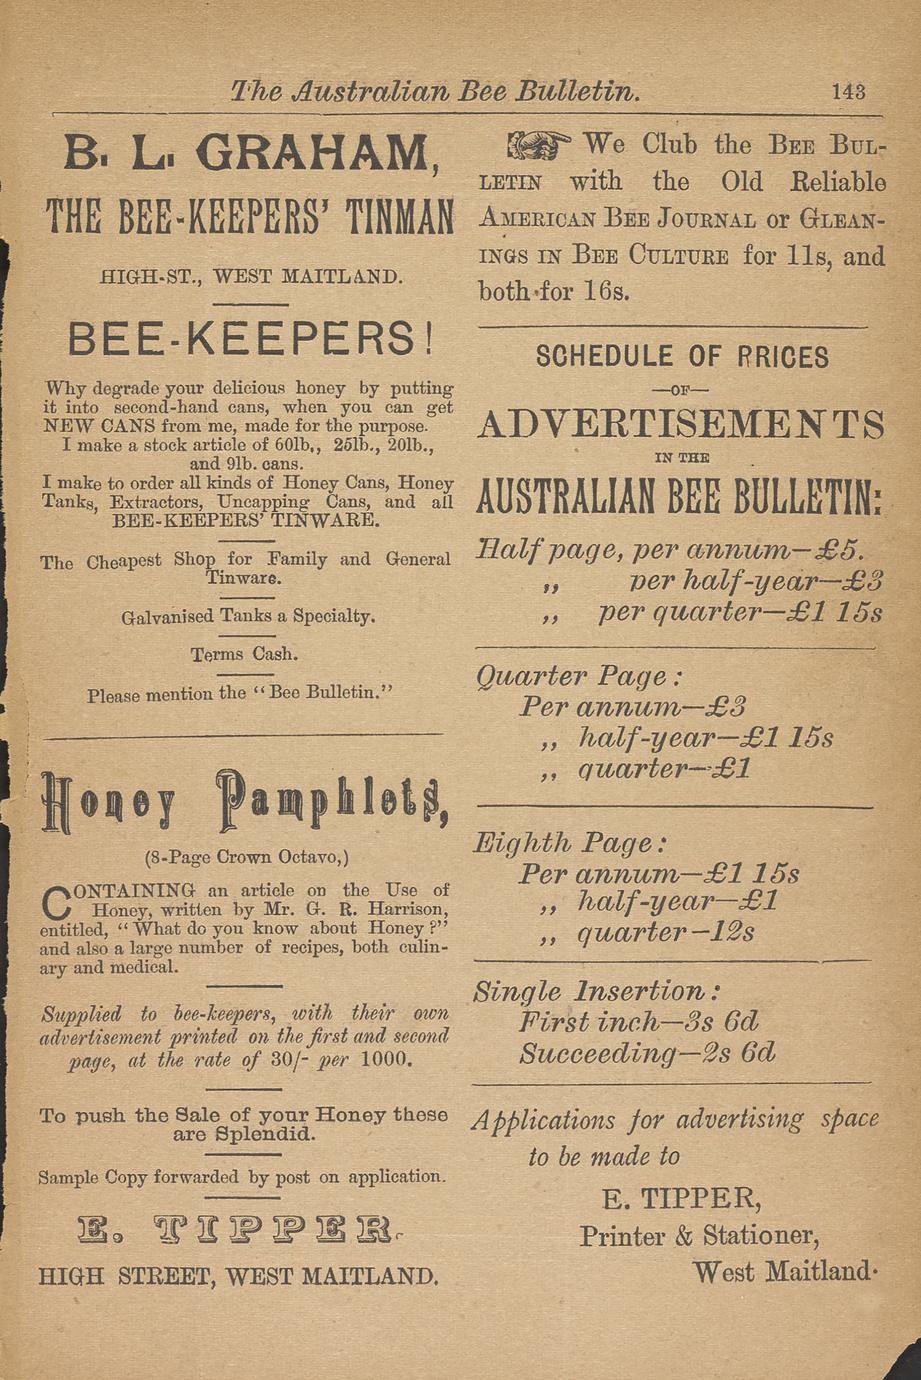 The Australian Bee Bulletin. 143
B. L. GRAHAM,
THE BEE-KEEPERS' TINMAN
HIGH-ST., WEST MAITLAND.
BEE-KEEPERS!
Why degrade your delicious honey by putting
it into second-hand cans, when you can get
NEW CANS from me, made for the purpose.
I make a stock article of 60lb., 25lb., 20lb.,
and 9lb. cans.
I make to order all kinds of Honey Cans, Honey
Tanks, Extractors, Uncapping Cans, and all
BEE-KEEPERS' TINWARE.
The Cheapest Shop for Family and General
Tinware.
Galvanised Tanks a Specialty.
Terms Cash.
Please mention the "Bee Bulletin."
Honey Pamphlets,
(8-Page Crown Octavo,)
CONTAINING an article on the Use of
Honey, written by Mr. G. R. Harrison,
entitled, "What do you know about Honey?"
and also a large number of recipes, both culin-
ary and medical.
Supplied to bee-keepers, with their own
advertisement printed on the first and second
page, at the rate of 30/- per 1000.
To push the Sale of your Honey these
are Splendid.
Sample Copy forwarded by post on application.
E. TIPPER.
HIGH STREET, WEST MAITLAND.
We Club the BEE BUL-
LETIN with the Old Reliable
AMERICAN BEE JOURNAL or GLEAN-
INGS IN BEE CULTURE for 11s, and
both for 16s.
SCHEDULE OF PRICES
—OF—
ADVERTISEMENTS
IN THE
AUSTRALIAN BEE BULLETIN:
Half page, per annum—£5.
„ per half-year—£3
„ per quarter—£1 15s
Quarter Page:
Per annum—£3
„ half-year—£1 15s
„ quarter—£1
Eighth Page:
Per annum—£1 15s
„ half-year—£1
„ quarter—12s
Single Insertion:
First inch—3s 6d
Succeeding—2s 6d
Applications for advertising space
to be made to
E. TIPPER,
Printer & Stationer,
West Maitland.